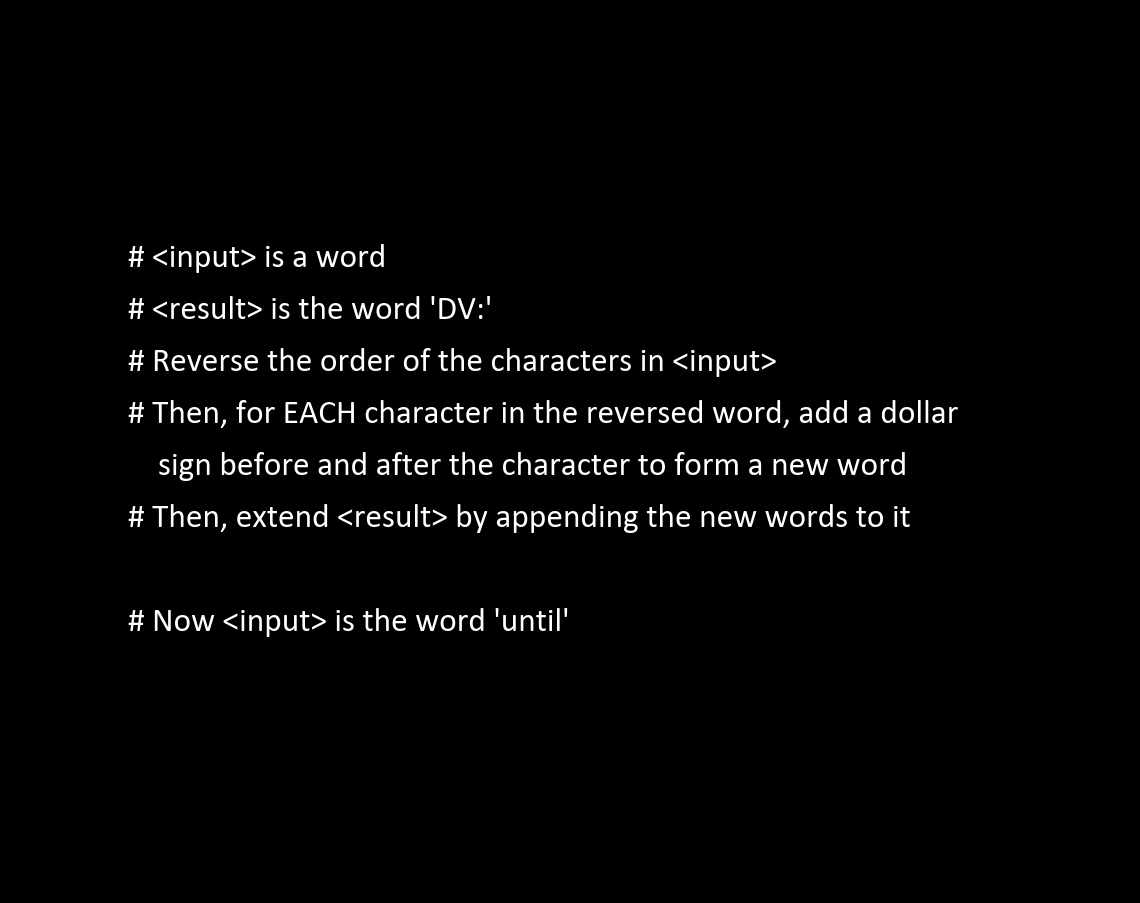 # <input> is a word
# <result> is the word 'DV:'
# Reverse the order of the characters in <input>
# Then, for EACH character in the reversed word, add a dollar
sign before and after the character to form a new word
# Then, extend <result> by appending the new words to it
# Now <input> is the word 'until'